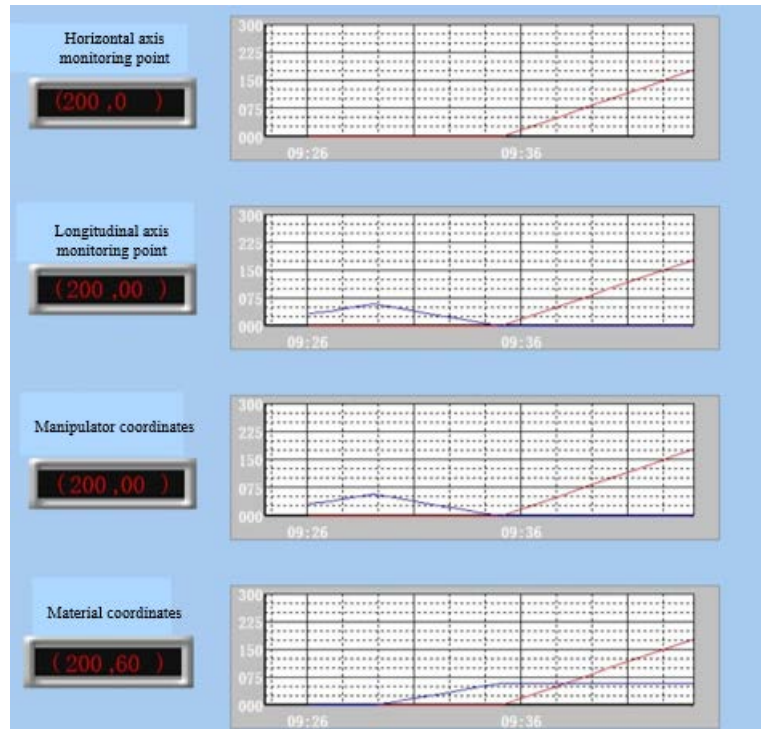 Horizontal axis
monitoring point
(200 ,0 )
300
225
150
075
000
09:26 09:36
Longitudinal axis
monitoring point
(200 ,00 )
300
225
150
075
000
09:26 09:36
Manipulator coordinates
(200 ,00 )
300
225
150
075
000
09:26 09:36
Material coordinates
(200 ,60 )
300
225
150
075
000
09:26 09:36